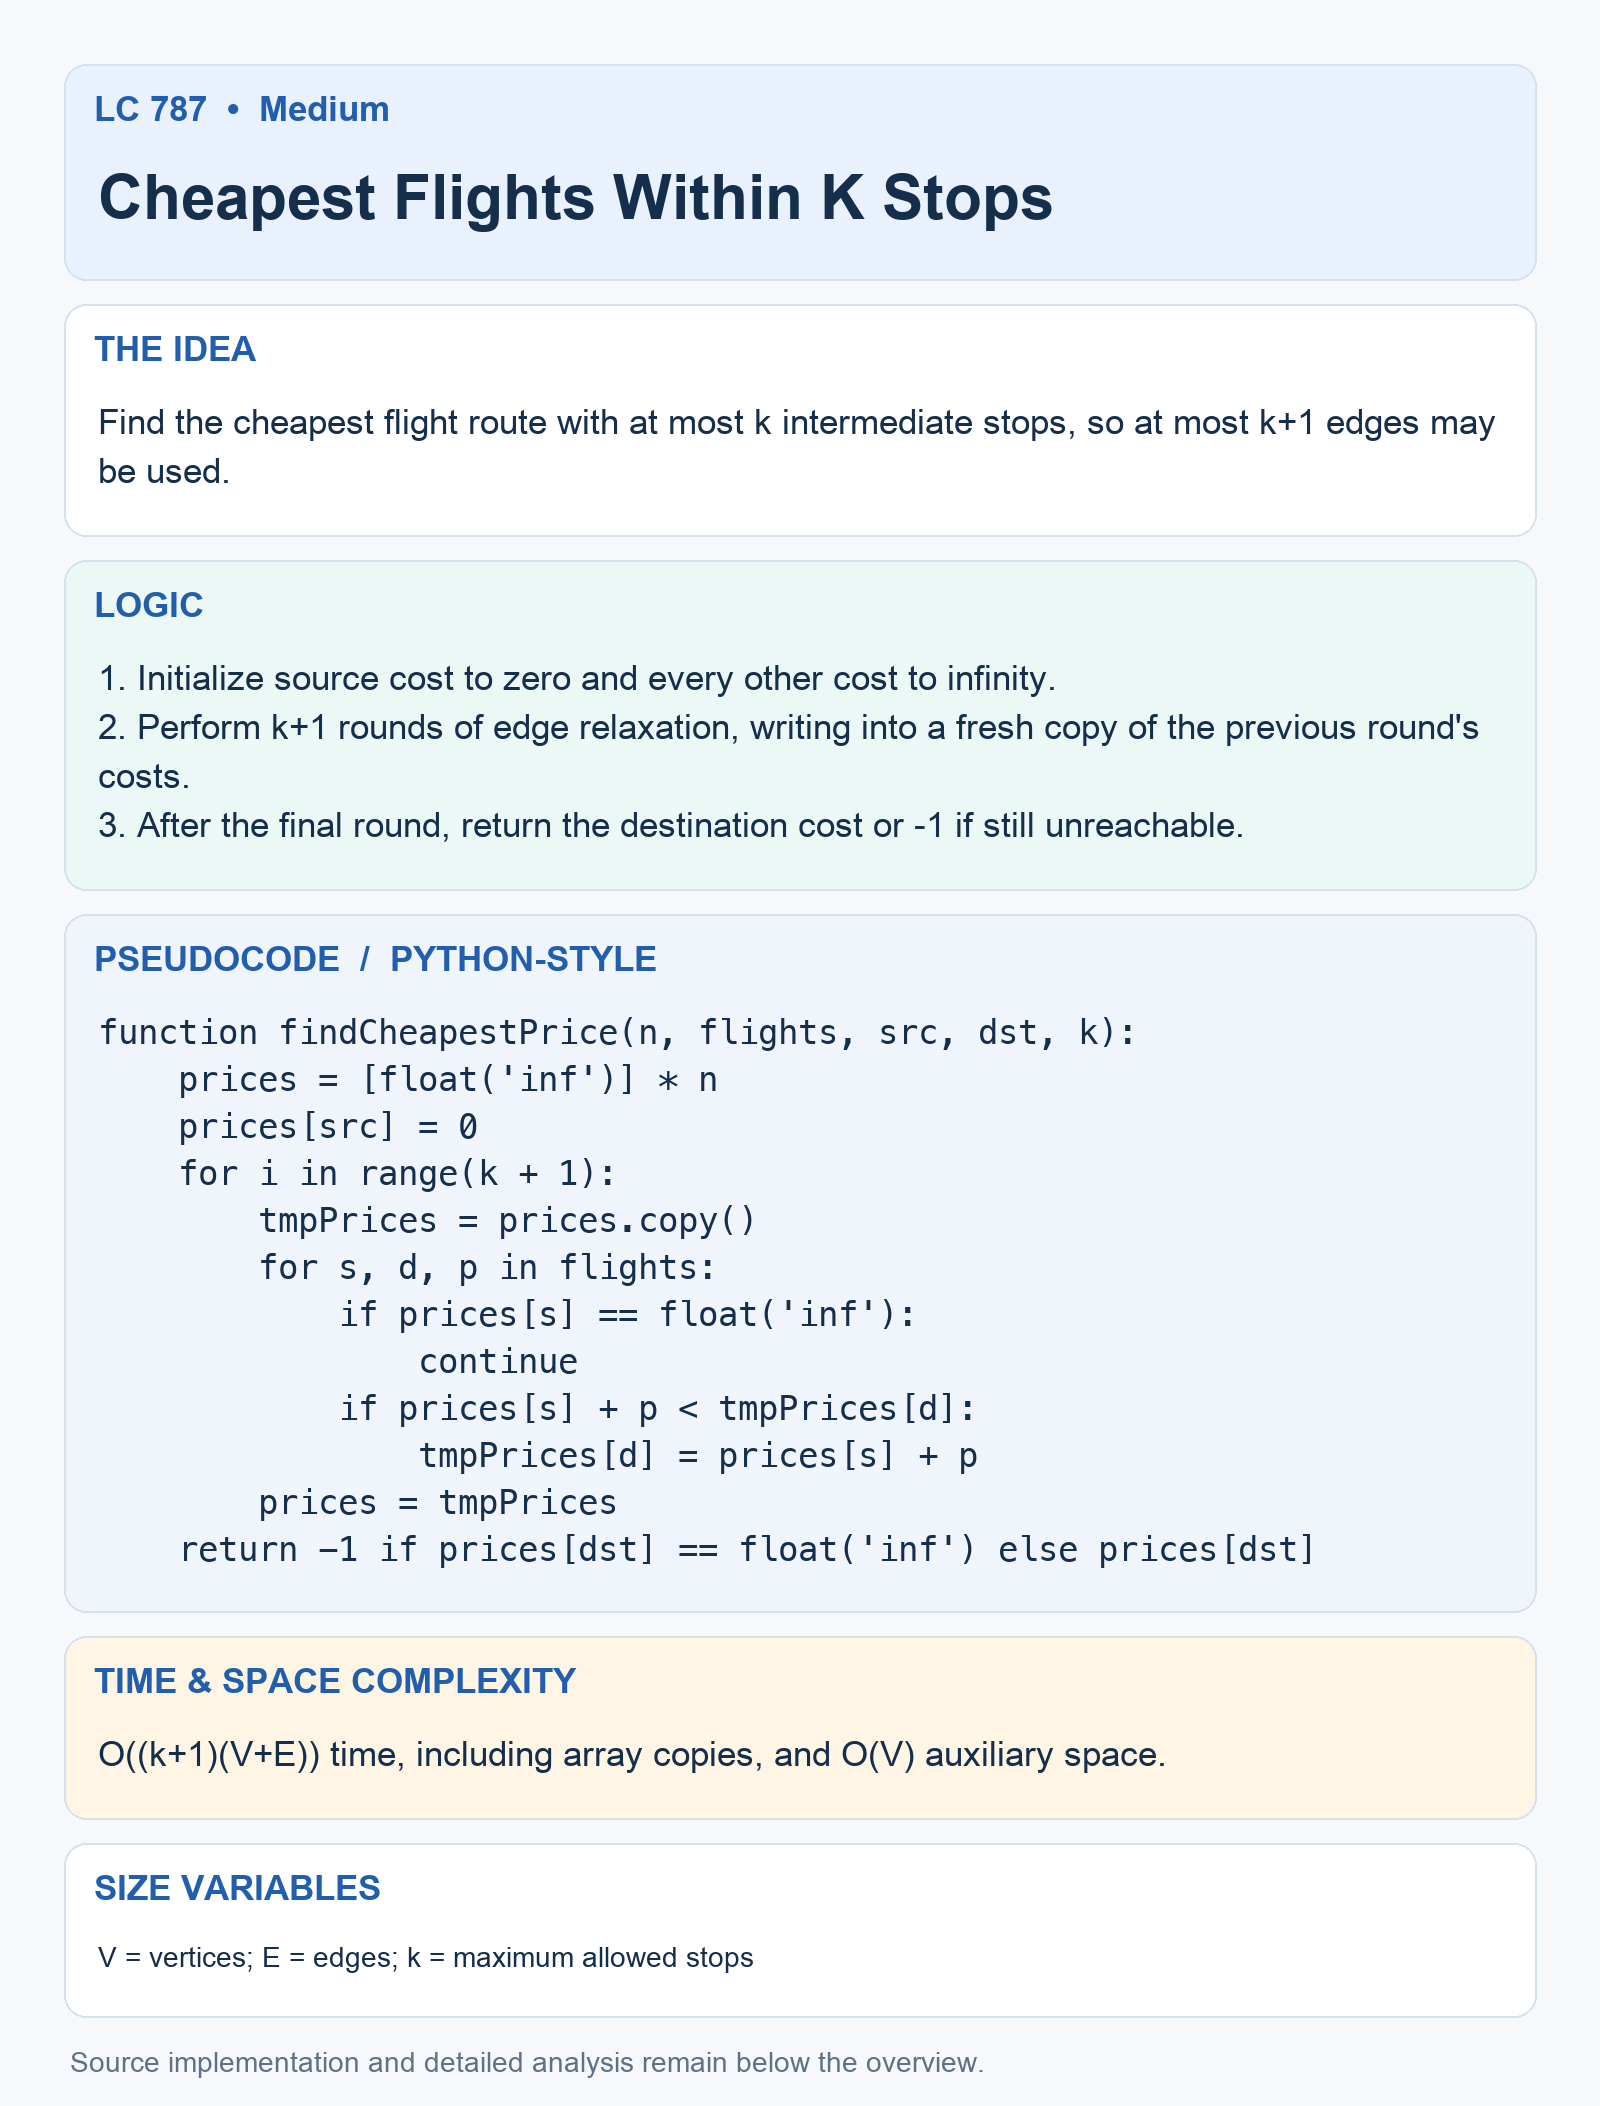 LC 787 • Medium
Cheapest Flights Within K Stops
THE IDEA
Find the cheapest flight route with at most k intermediate stops, so at most k+1 edges may
be used.
LOGIC
1. Initialize source cost to zero and every other cost to infinity.
2. Perform k+1 rounds of edge relaxation, writing into a fresh copy of the previous round's
costs.
3. After the final round, return the destination cost or -1 if still unreachable.
PSEUDOCODE / PYTHON-STYLE
function findCheapestPrice(n, flights, src, dst, k):
    prices = [float('inf')] * n
    prices[src] = 0
    for i in range(k + 1):
        tmpPrices = prices.copy()
        for s, d, p in flights:
            if prices[s] == float('inf'):
                continue
            if prices[s] + p < tmpPrices[d]:
                tmpPrices[d] = prices[s] + p
        prices = tmpPrices
    return −1 if prices[dst] == float('inf') else prices[dst]
TIME & SPACE COMPLEXITY
O((k+1)(V+E)) time, including array copies, and O(V) auxiliary space.
SIZE VARIABLES
V = vertices; E = edges; k = maximum allowed stops
Source implementation and detailed analysis remain below the overview.